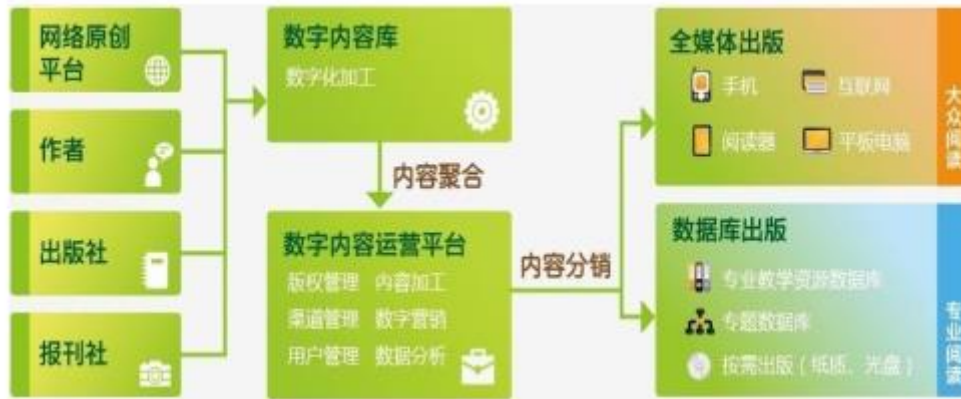 网络原创
平台
作者
出版社
报刊社
数字内容库
数字化加工
内容聚合
数字内容运营平台
版权管理 内容加工
渠道管理 数字营销
用户管理 数据分析
内容分销
全媒体出版
手机 互联网
阅读器 平板电脑
大众阅读
数据库出版
专业教学资源数据库
专题数据库
按需出版（纸质、光盘）
专业阅读